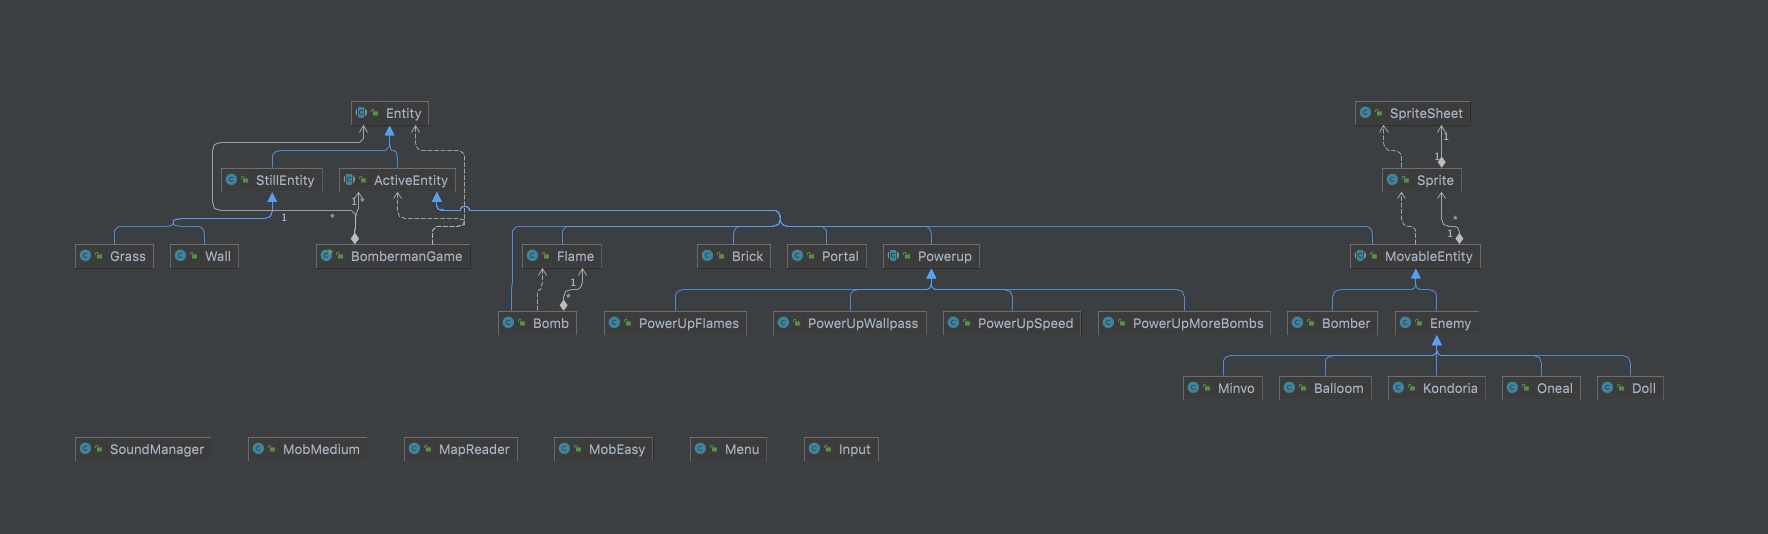 Entity
SpriteSheet
1
1
StillEntity
ActiveEntity
Sprite
1
*
1
*
*
1
Grass
Wall
BombermanGame
Flame
Brick
Portal
Powerup
MovableEntity
1
*
Bomb
PowerUpFlames
PowerUpWallpass
PowerUpSpeed
PowerUpMoreBombs
Bomber
Enemy
Minvo
Balloom
Kondoria
Oneal
Doll
SoundManager
MobMedium
MapReader
MobEasy
Menu
Input